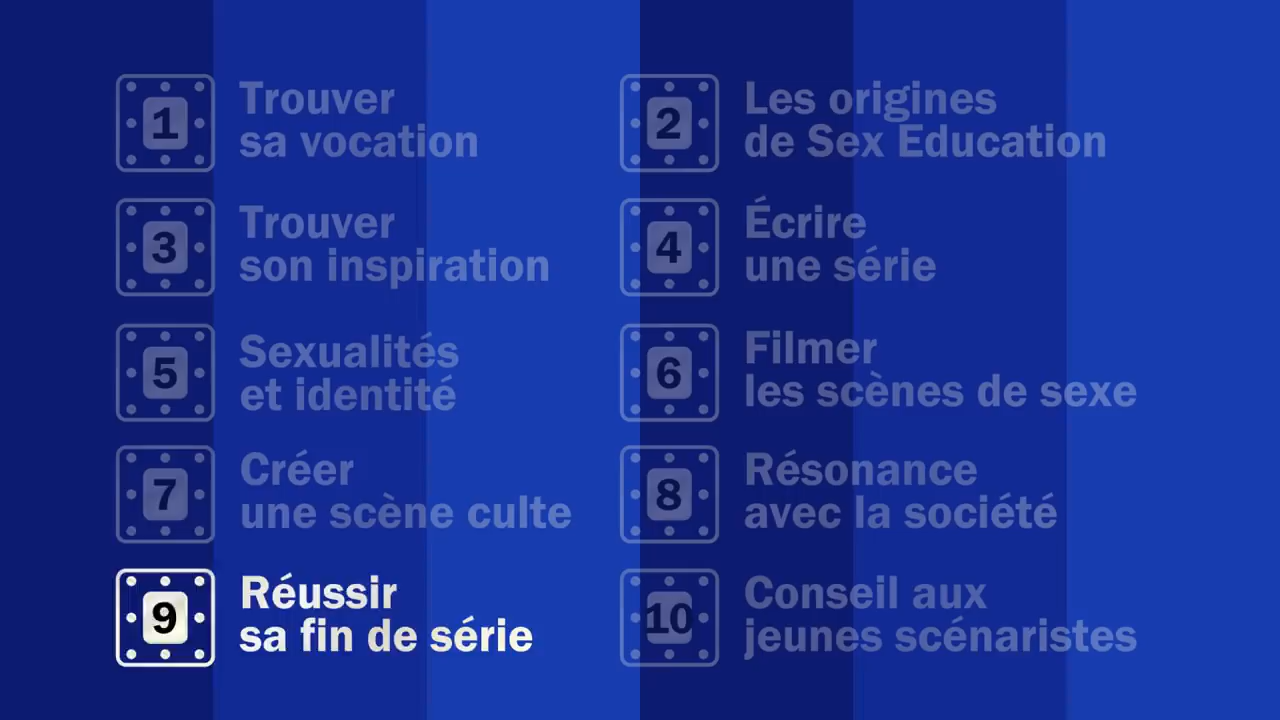 1
Trouver
sa vocation
2
Les origines
de Sex Education
3
Trouver
son inspiration
4
Écrire
une série
5
Sexualités
et identité
6
Filmer
les scènes de sexe
7
Créer
une scène culte
8
Résonance
avec la société
9
Réussir
sa fin de série
10
Conseil aux
jeunes scénaristes